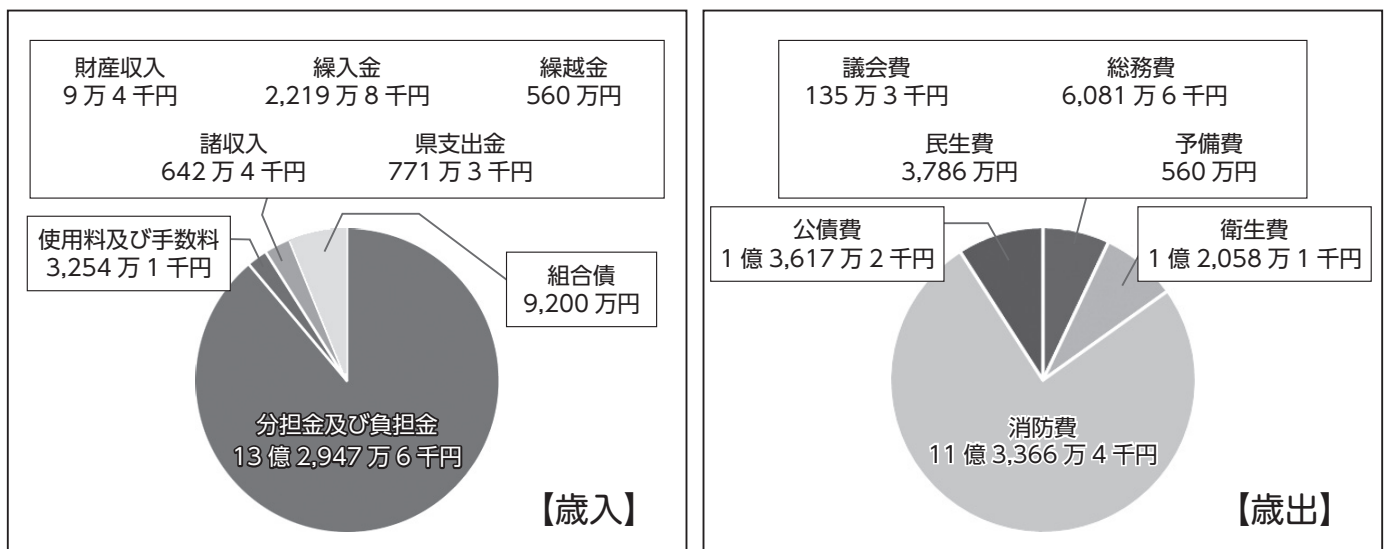 財産収入
9万4千円
繰入金
2,219万8千円
繰越金
560万円
諸収入
642万4千円
県支出金
771万3千円
使用料及び手数料
3,254万1千円
組合債
9,200万円
分担金及び負担金
13億2,947万6千円
【歳入】
議会費
135万3千円
総務費
6,081万6千円
民生費
3,786万円
予備費
560万円
公債費
1億3,617万2千円
衛生費
1億2,058万1千円
消防費
11億3,366万4千円
【歳出】